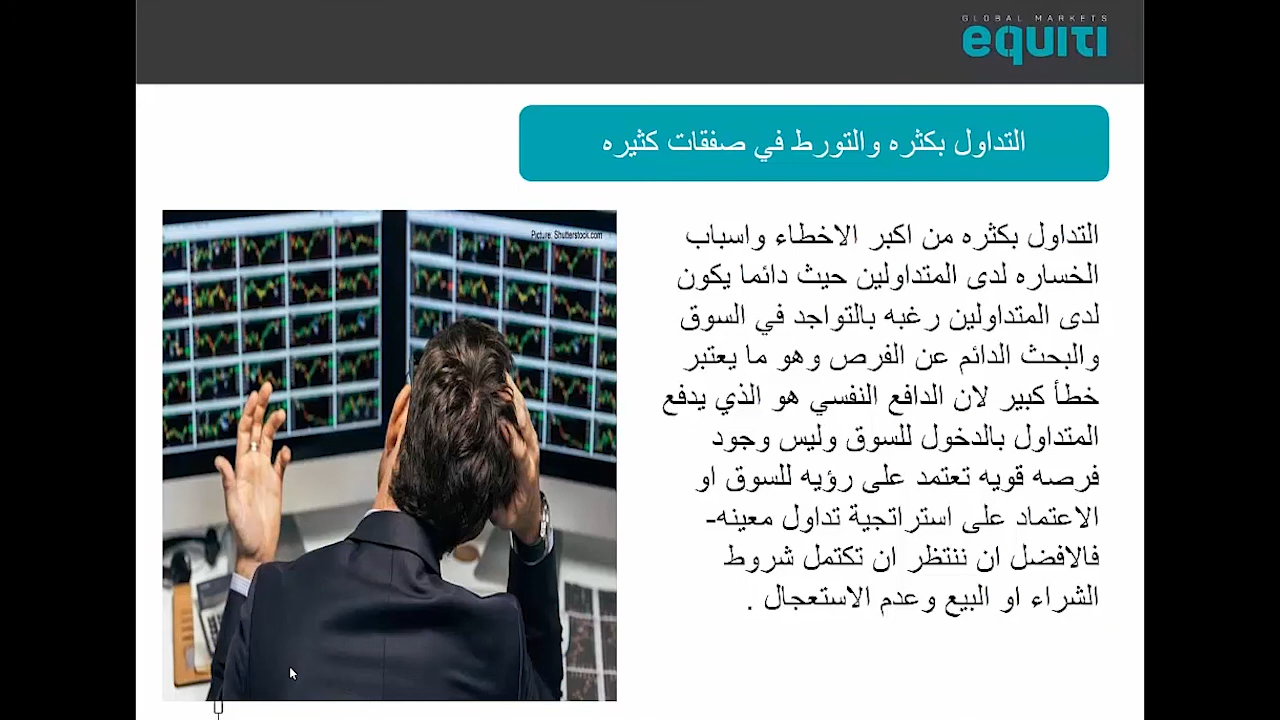 GLOBAL MARKETS
equiti
التداول بكثره والتورط في صفقات كثيره
Picture: Shutterstock.com
التداول بكثره من اكبر الاخطاء واسباب
الخساره لدى المتداولين حيث دائما يكون
لدى المتداولين رغبه بالتواجد في السوق
والبحث الدائم عن الفرص وهو ما يعتبر
خطأ كبير لان الدافع النفسي هو الذي يدفع
المتداول بالدخول للسوق وليس وجود
فرصه قويه تعتمد على رؤيه للسوق او
الاعتماد على استراتجية تداول معينه-
فالافضل ان ننتظر ان تكتمل شروط
الشراء او البيع وعدم الاستعجال .